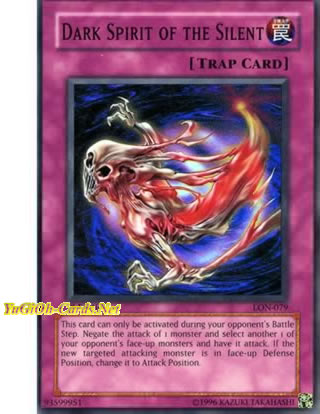 DARK SPIRIT OF THE SILENT
罠
[TRAP CARD]
YuGiOh-Cards.Net
LON-079
This card can only be activated during your opponent's Battle
Step. Negate the attack of 1 monster and select another 1 of
your opponent's face-up monsters and have it attack. If the
new targeted attacking monster is in face-up Defense
Position, change it to Attack Position.
93599951
©1996 KAZUKI TAKAHASHI